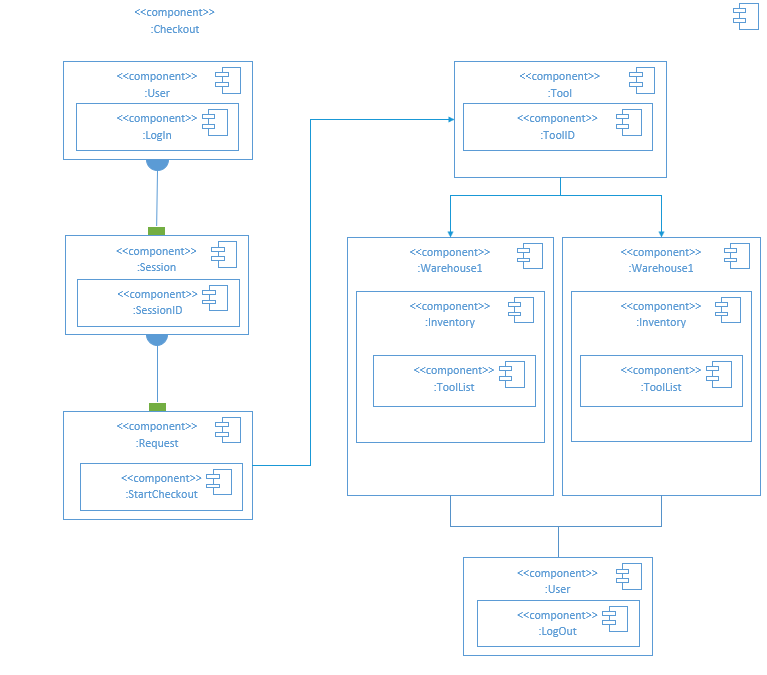 <<component>>
:Checkout
<<component>>
:User
<<component>>
:LogIn
<<component>>
:Session
<<component>>
:SessionID
<<component>>
:Request
<<component>>
:StartCheckout
<<component>>
:Tool
<<component>>
:ToolID
<<component>>
:Warehouse1
<<component>>
:Inventory
<<component>>
:ToolList
<<component>>
:Warehouse1
<<component>>
:Inventory
<<component>>
:ToolList
<<component>>
:User
<<component>>
:LogOut